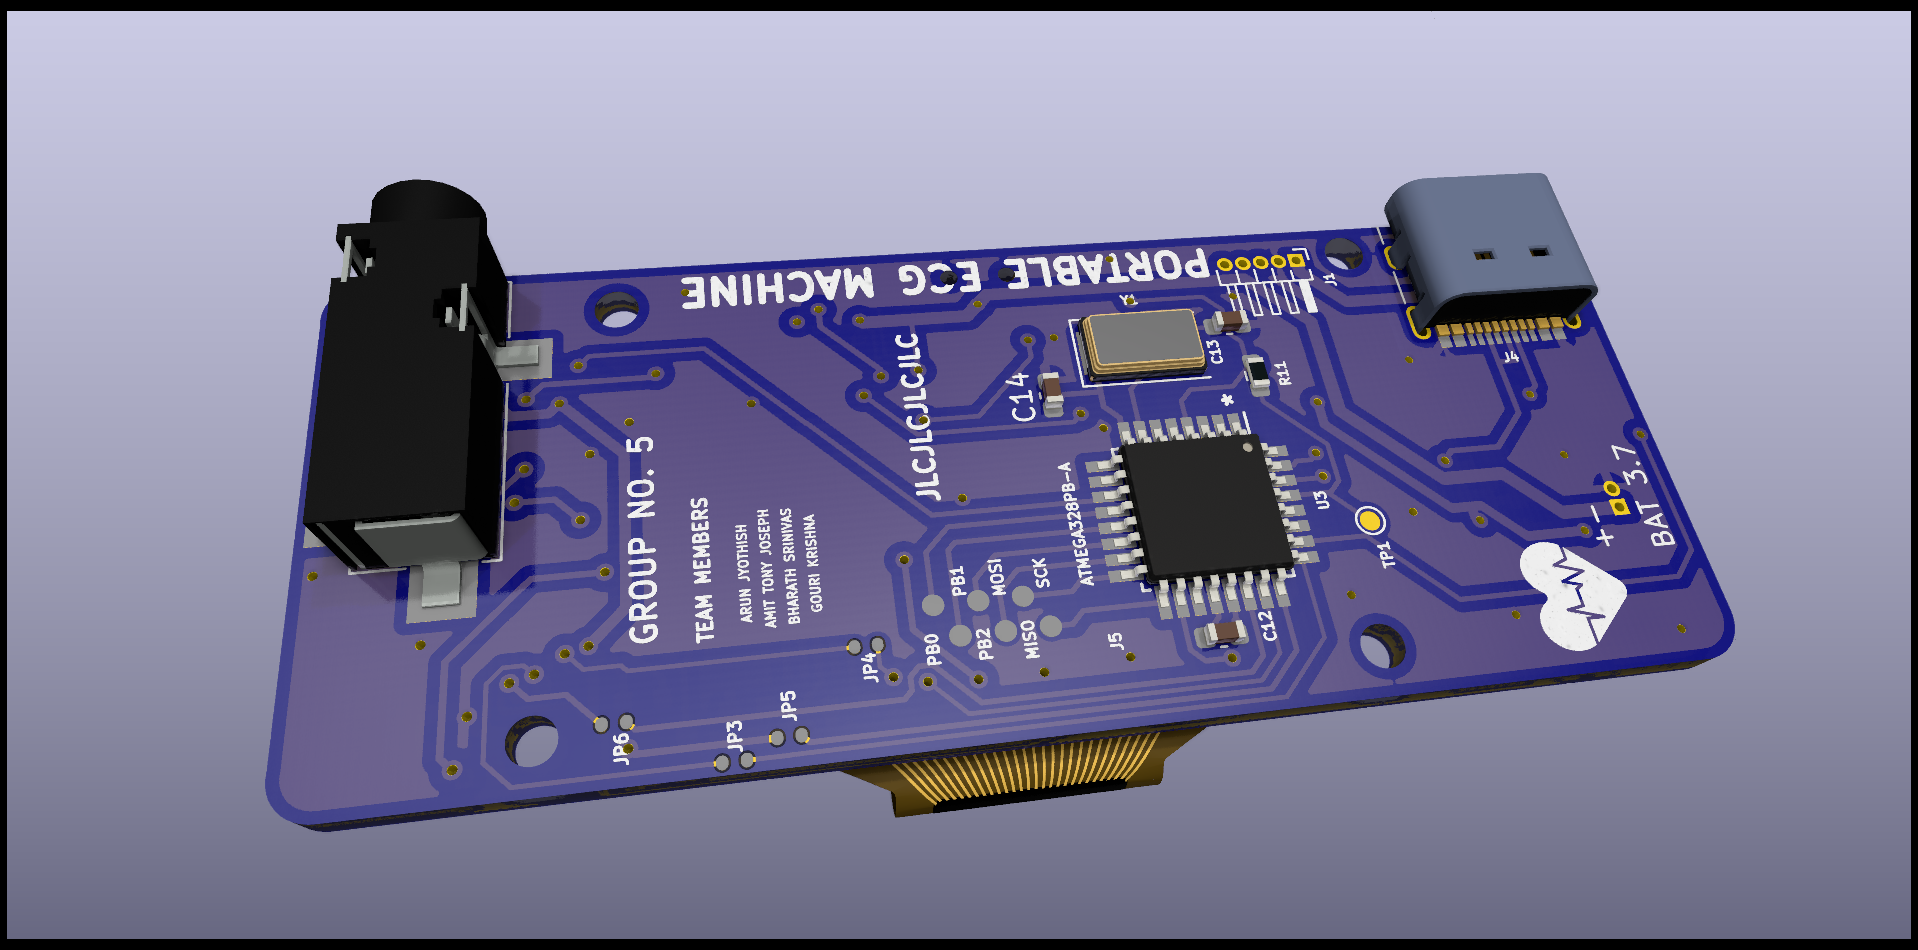 PORTABLE ECG MACHINE
J1
Y1
C13
R11
C14
J4
JLCJLCJLCJLC
*
GROUP NO. 5
TEAM MEMBERS
ARUN JYOTHISH
AMIT TONY JOSEPH
BHARATH SRINIVAS
GOURI KRISHNA
ATMEGA328PB-A
U3
TP1
BAT 3.7
+ -
PB1
MOSI
SCK
PB0
PB2
MISO
J5
C12
JP4
JP5
JP3
JP6